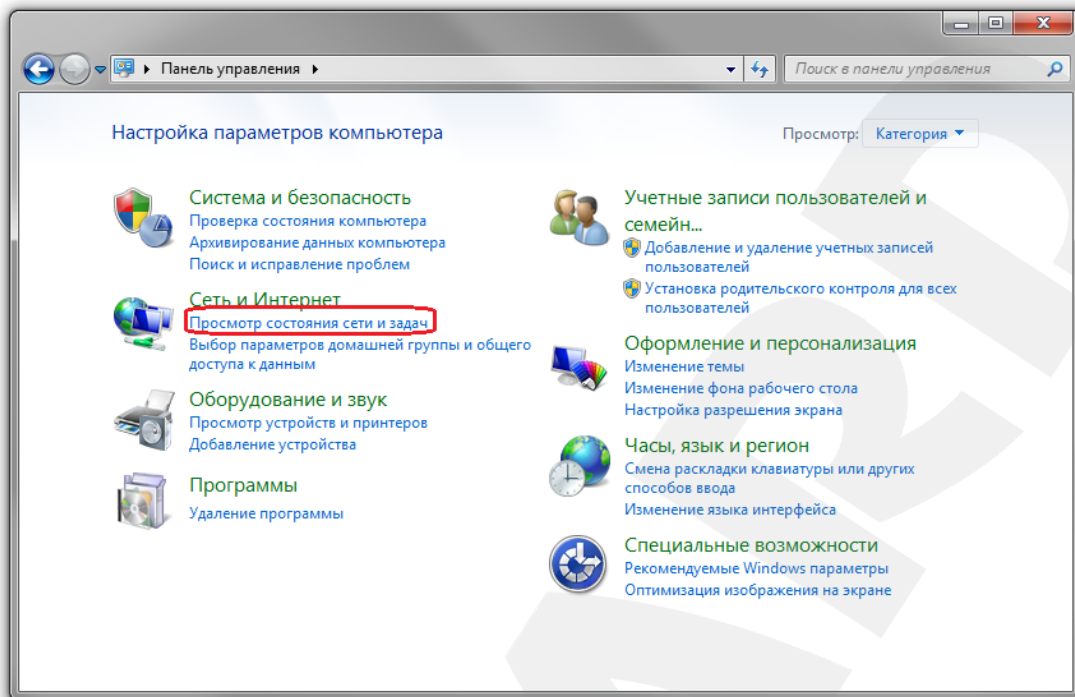 Панель управления
Поиск в панели управления
Настройка параметров компьютера
Просмотр: Категория
Система и безопасность
Проверка состояния компьютера
Архивирование данных компьютера
Поиск и исправление проблем
Сеть и Интернет
Просмотр состояния сети и задач
Выбор параметров домашней группы и общего
доступа к данным
Оборудование и звук
Просмотр устройств и принтеров
Добавление устройства
Программы
Удаление программы
Учетные записи пользователей и
семейн...
Добавление и удаление учетных записей
пользователей
Установка родительского контроля для всех
пользователей
Оформление и персонализация
Изменение темы
Изменение фона рабочего стола
Настройка разрешения экрана
Часы, язык и регион
Смена раскладки клавиатуры или других
способов ввода
Изменение языка интерфейса
Специальные возможности
Рекомендуемые Windows параметры
Оптимизация изображения на экране